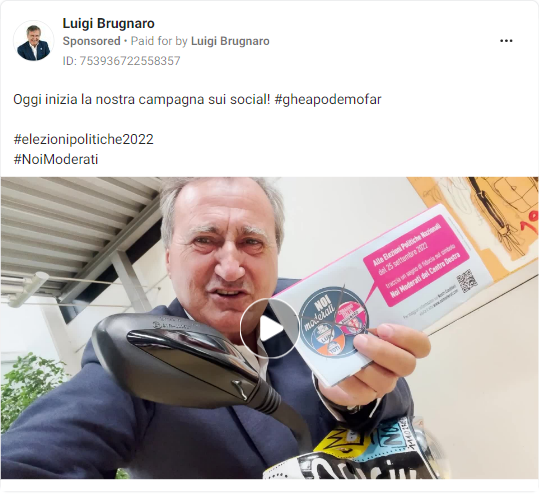 Luigi Brugnaro
Sponsored • Paid for by Luigi Brugnaro
ID: 753936722558357
Oggi inizia la nostra campagna sui social! #gheapodemofar
#elezionipolitiche2022
#NoiModerati
Alle Elezioni Politiche Nazionali
del 25 settembre 2022
traccia un segno di fiducia sul simbolo
Noi Moderati del Centro Destra
NOI
moderati